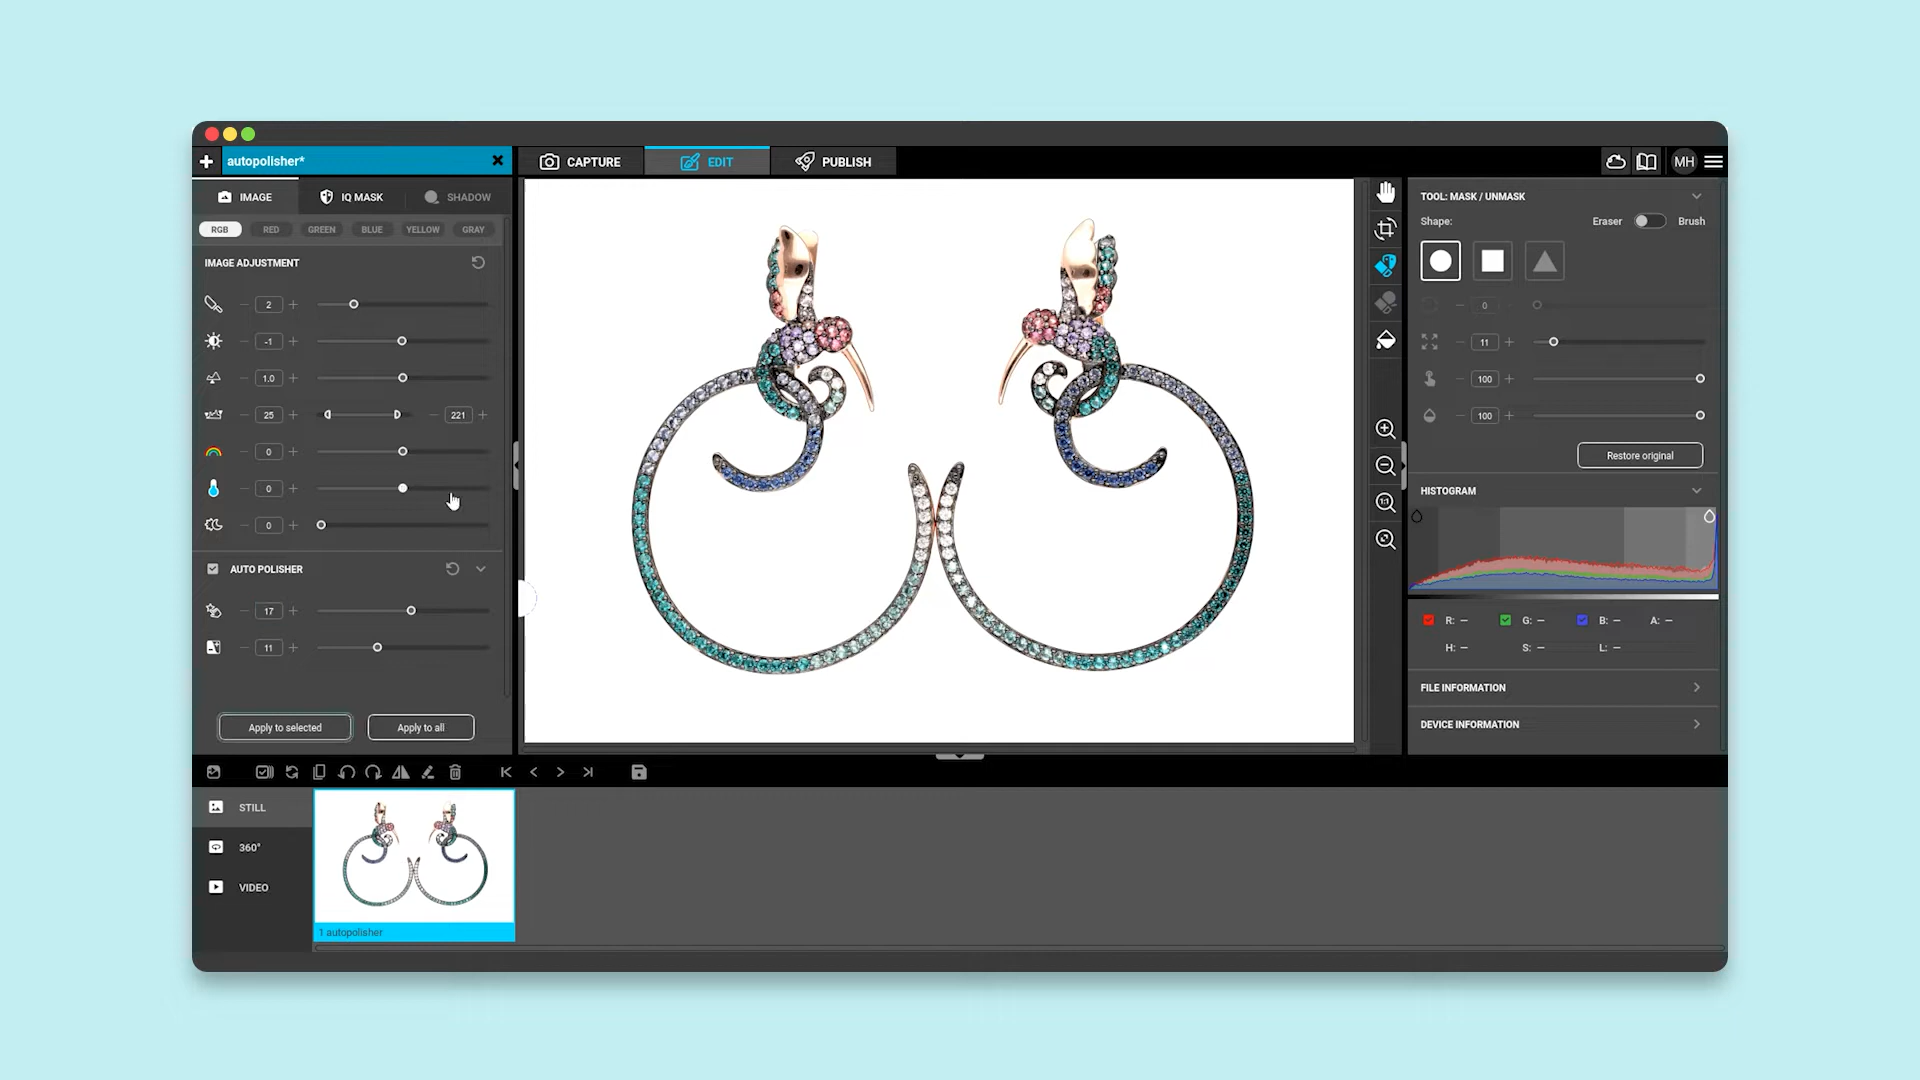 autopolisher*
CAPTURE
EDIT
PUBLISH
MH
IMAGE
IQ MASK
SHADOW
RGB
RED
GREEN
BLUE
YELLOW
GRAY
IMAGE ADJUSTMENT
2
-1
1.0
25
221
0
0
0
AUTO POLISHER
17
11
Apply to selected
Apply to all
TOOL: MASK / UNMASK
Shape:
Eraser
Brush
0
11
100
100
Restore original
1:1
HISTOGRAM
R: –
G: –
B: –
A: –
H: –
S: –
L: –
FILE INFORMATION
DEVICE INFORMATION
STILL
360°
VIDEO
1 autopolisher